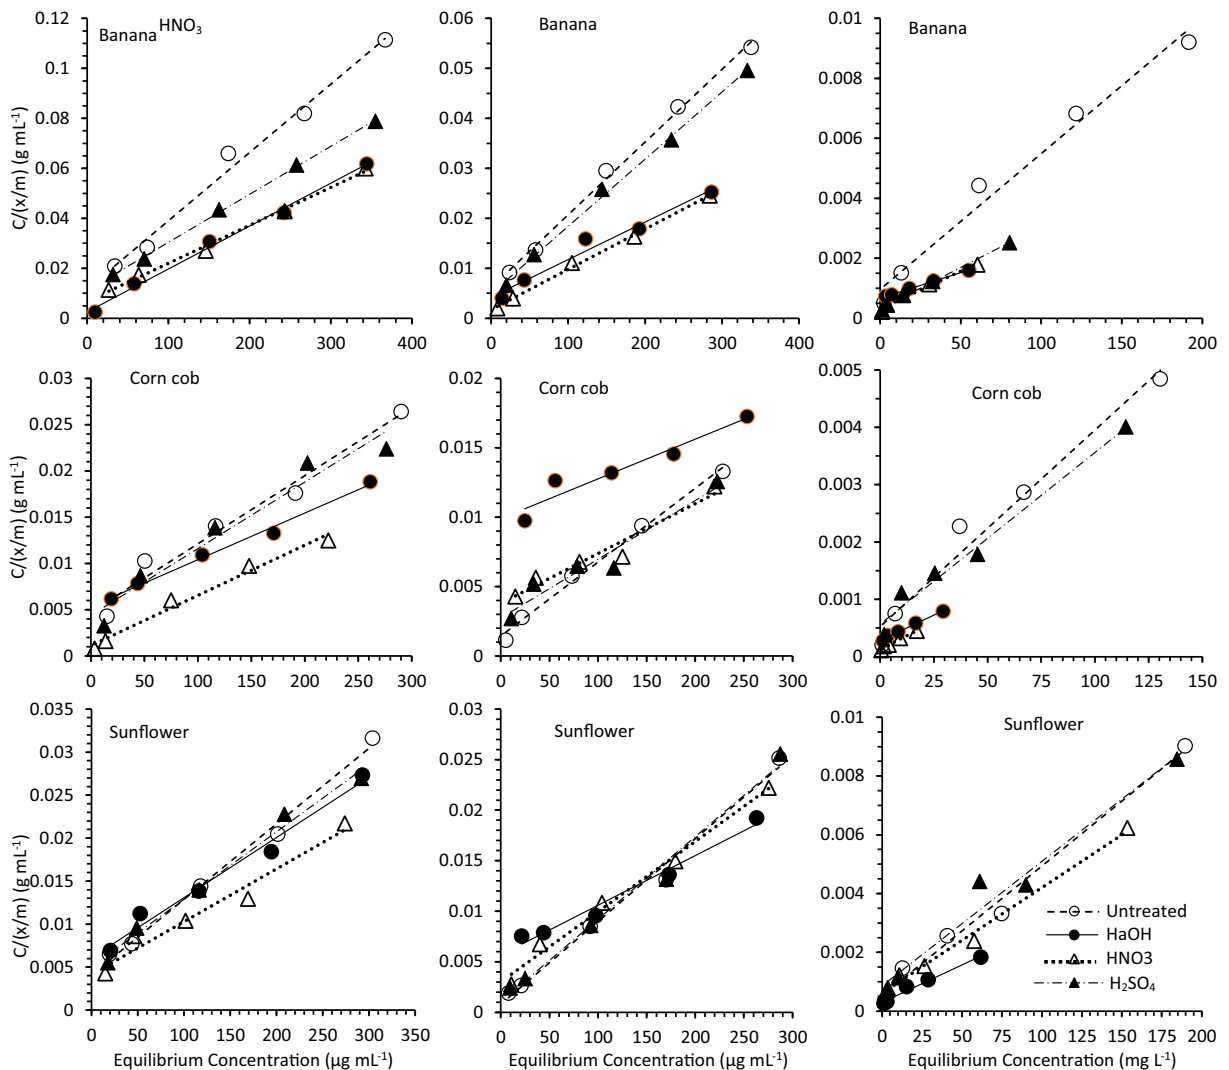 0.12
0.1
0.08
0.06
0.04
0.02
0
C/(x/m) (g mL-1)
Banana HNO3
0 100 200 300 400
0.06
0.05
0.04
0.03
0.02
0.01
0
Banana
0 100 200 300 400
0.01
0.008
0.006
0.004
0.002
0
Banana
0 50 100 150 200
0.03
0.025
0.02
0.015
0.01
0.005
0
C/(x/m) (g mL-1)
Corn cob
0 50 100 150 200 250 300
0.02
0.015
0.01
0.005
0
Corn cob
0 50 100 150 200 250 300
0.005
0.004
0.003
0.002
0.001
0
Corn cob
0 25 50 75 100 125 150
0.035
0.03
0.025
0.02
0.015
0.01
0.005
0
C/(x/m) (g mL-1)
Sunflower
0 50 100 150 200 250 300 350
Equilibrium Concentration (µg mL-1)
0.03
0.025
0.02
0.015
0.01
0.005
0
Sunflower
0 50 100 150 200 250 300
Equilibrium Concentration (µg mL-1)
0.01
0.008
0.006
0.004
0.002
0
Sunflower
Untreated
HaOH
HNO3
H2SO4
0 50 100 150 200
Equilibrium Concentration (mg L-1)